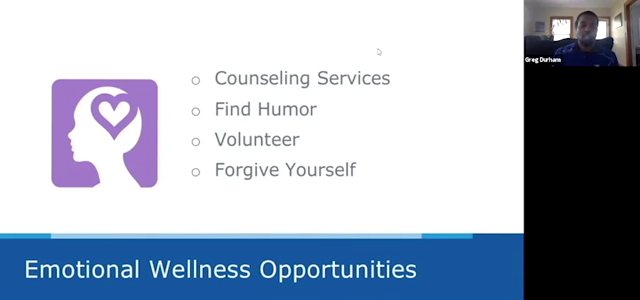 Greg Durham
o Counseling Services
o Find Humor
o Volunteer
o Forgive Yourself
Emotional Wellness Opportunities